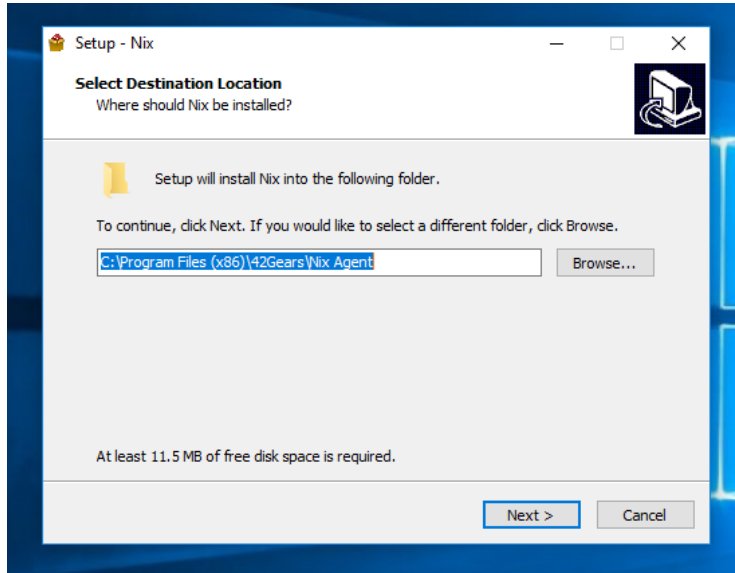 Setup - Nix
Select Destination Location
Where should Nix be installed?
Setup will install Nix into the following folder.
To continue, click Next. If you would like to select a different folder, click Browse.
C:\Program Files (x86)\42Gears\Nix Agent
Browse...
At least 11.5 MB of free disk space is required.
Next >
Cancel